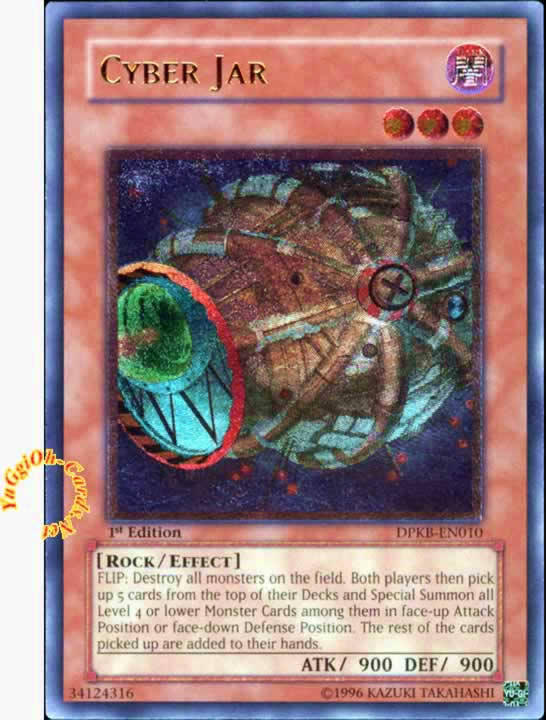 CYBER JAR
YuGgiOh-Cards.Net
1st Edition
DPKB-EN010
[ROCK/EFFECT]
FLIP: Destroy all monsters on the field. Both players then pick
up 5 cards from the top of their Decks and Special Summon all
Level 4 or lower Monster Cards among them in face-up Attack
Position or face-down Defense Position. The rest of the cards
picked up are added to their hands.
ATK/ 900 DEF/ 900
34124316
©1996 KAZUKI TAKAHASHI